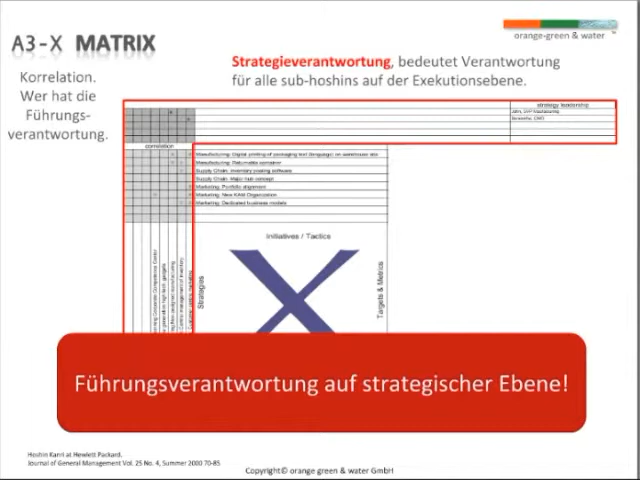 orange-green & water ™
A3-X MATRIX
Korrelation.
Wer hat die
Führungs-
verantwortung.
Strategieverantwortung, bedeutet Verantwortung
für alle sub-hoshins auf der Exekutionsebene.
strategy leadership
correlation
Manufacturing: Digital printing of packaging text (language) on warehouse site
Manufacturing: Returnable container
Supply Chain: Inventory pooling software
Supply Chain: Major hub concept
Marketing: Portfolio alignment
Marketing: New KAM Organization
Marketing: Dedicated business models
Initiatives / Tactics
Strategies
Targets & Metrics
X
Führungsverantwortung auf strategischer Ebene!
Hoshin Kanri at Hewlett Packard.
Journal of General Management Vol. 25 No. 4, Summer 2000 70-85
Copyright© orange green & water GmbH